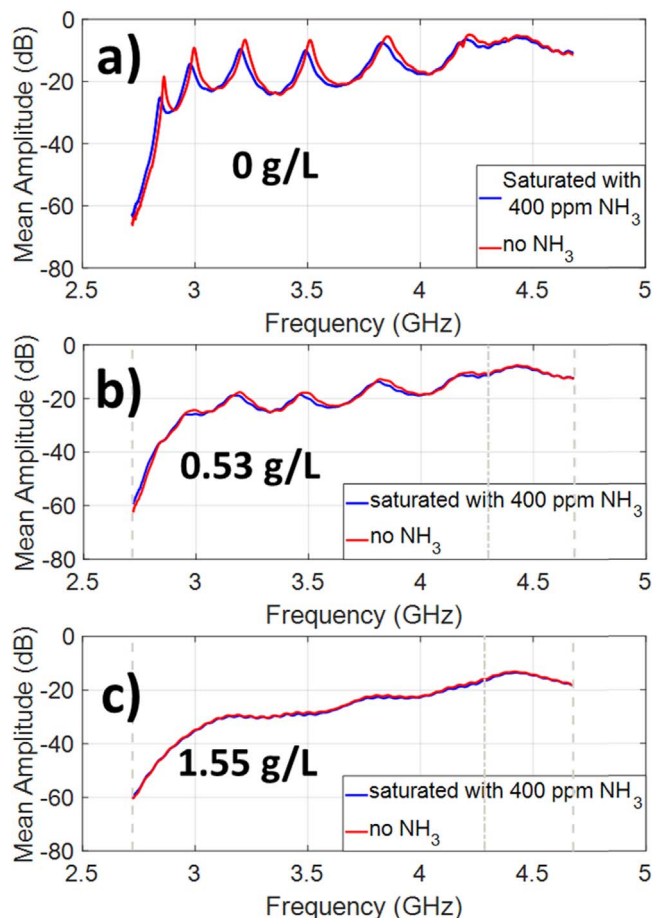 a)
Mean Amplitude (dB)
0
-20
-40
-60
-80
0 g/L
Saturated with
400 ppm NH3
no NH3
2.5 3 3.5 4 4.5 5
Frequency (GHz)
b)
Mean Amplitude (dB)
0
-20
-40
-60
-80
0.53 g/L
saturated with 400 ppm NH3
no NH3
2.5 3 3.5 4 4.5 5
Frequency (GHz)
c)
Mean Amplitude (dB)
0
-20
-40
-60
-80
1.55 g/L
saturated with 400 ppm NH3
no NH3
2.5 3 3.5 4 4.5 5
Frequency (GHz)